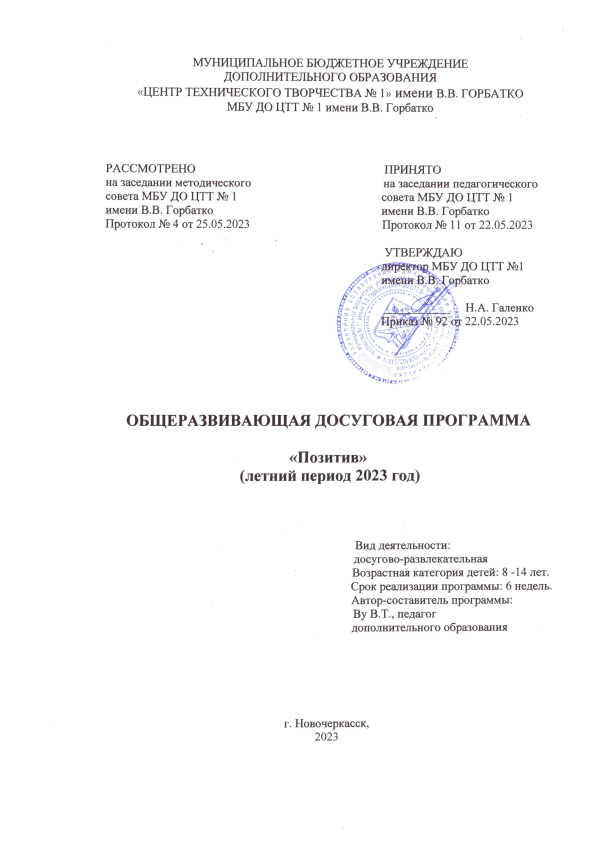 МУНИЦИПАЛЬНОЕ БЮДЖЕТНОЕ УЧРЕЖДЕНИЕ
ДОПОЛНИТЕЛЬНОГО ОБРАЗОВАНИЯ
«ЦЕНТР ТЕХНИЧЕСКОГО ТВОРЧЕСТВА № 1» имени В.В. ГОРБАТКО
МБУ ДО ЦТТ № 1 имени В.В. Горбатко
РАССМОТРЕНО
на заседании методического
совета МБУ ДО ЦТТ № 1
имени В.В. Горбатко
Протокол № 4 от 25.05.2023
ПРИНЯТО
на заседании педагогического
совета МБУ ДО ЦТТ № 1
имени В.В. Горбатко
Протокол № 11 от 22.05.2023
УТВЕРЖДАЮ
директор МБУ ДО ЦТТ №1
имени В.В. Горбатко
Н.А. Галенко
Приказ № 92 от 22.05.2023
ОБЩЕРАЗВИВАЮЩАЯ ДОСУГОВАЯ ПРОГРАММА
«Позитив»
(летний период 2023 год)
Вид деятельности:
досугово-развлекательная
Возрастная категория детей: 8 -14 лет.
Срок реализации программы: 6 недель.
Автор-составитель программы:
Ву В.Т., педагог
дополнительного образования
г. Новочеркасск,
2023